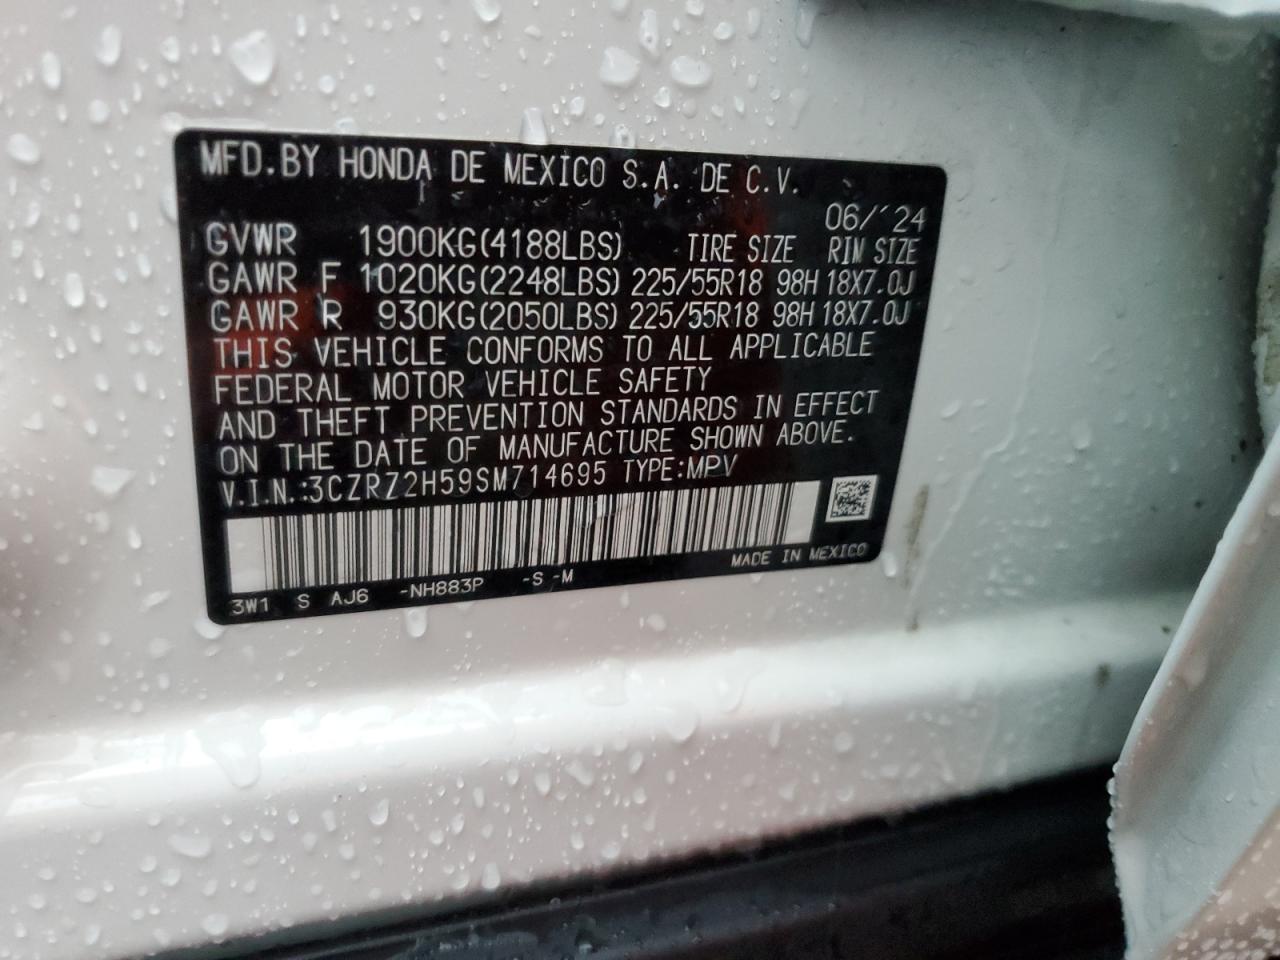 MFD.BY HONDA DE MEXICO S.A. DE C.V.
06/´24
GVWR 1900KG(4188LBS) TIRE SIZE RIM SIZE
GAWR F 1020KG(2248LBS) 225/55R18 98H 18X7.0J
GAWR R 930KG(2050LBS) 225/55R18 98H 18X7.0J
THIS VEHICLE CONFORMS TO ALL APPLICABLE
FEDERAL MOTOR VEHICLE SAFETY
AND THEFT PREVENTION STANDARDS IN EFFECT
ON THE DATE OF MANUFACTURE SHOWN ABOVE.
V.I.N.:3CZRZ2H59SM714695 TYPE:MPV
MADE IN MEXICO
3W1 S AJ6 -NH883P -S -M